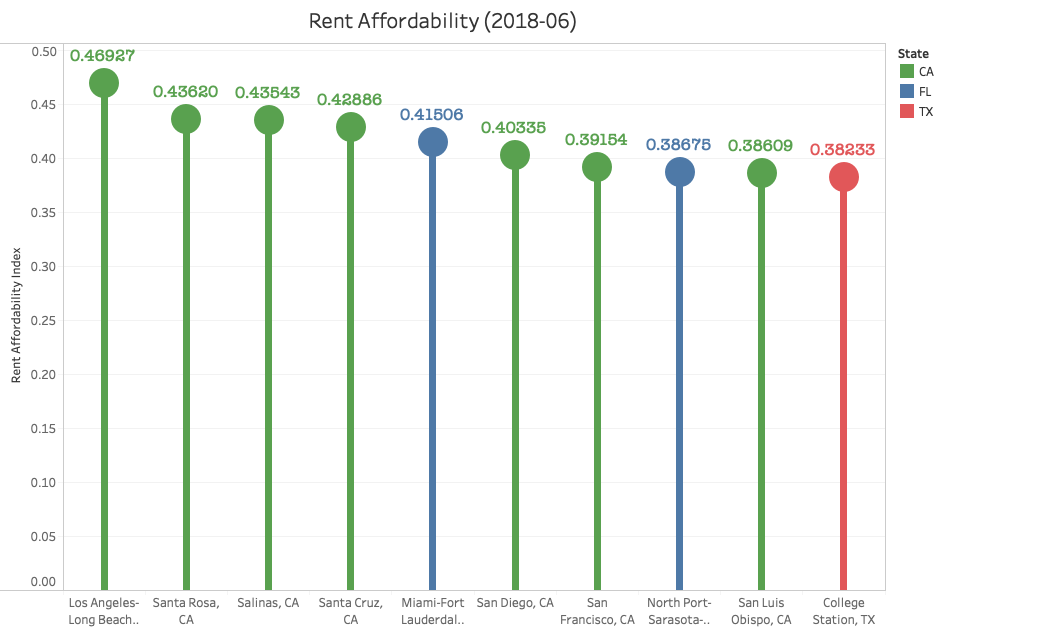 Rent Affordability (2018-06)
State
CA
FL
TX
Rent Affordability Index
0.50
0.45
0.40
0.35
0.30
0.25
0.20
0.15
0.10
0.05
0.00
0.46927
0.43620
0.43543
0.42886
0.41506
0.40335
0.39154
0.38675
0.38609
0.38233
Los Angeles-
Long Beach..
Santa Rosa,
CA
Salinas, CA
Santa Cruz,
CA
Miami-Fort
Lauderdal..
San Diego, CA
San
Francisco, CA
North Port-
Sarasota-..
San Luis
Obispo, CA
College
Station, TX